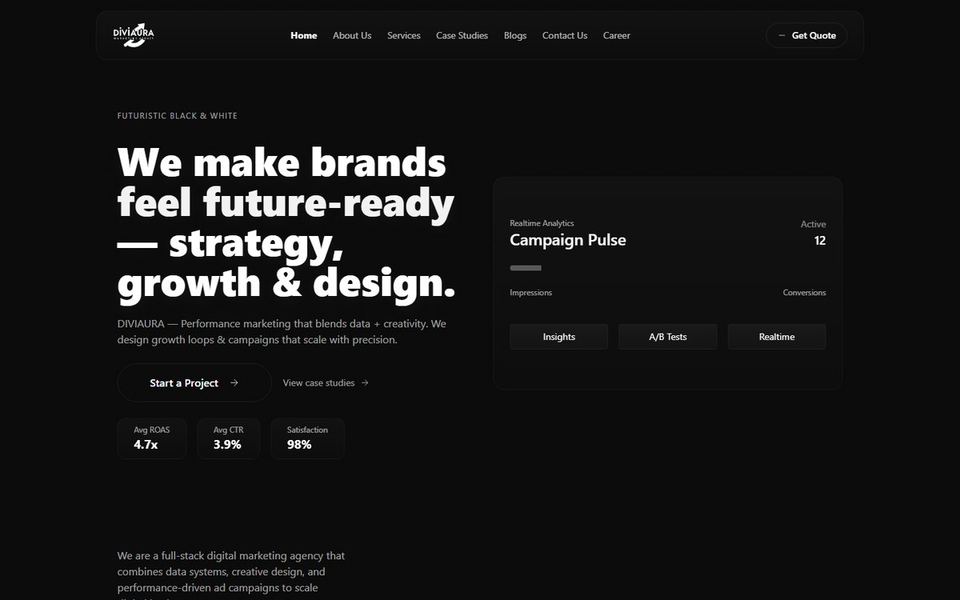 DIVIAURA
Home
About Us
Services
Case Studies
Blogs
Contact Us
Career
— Get Quote
FUTURISTIC BLACK & WHITE
We make brands
feel future-ready
— strategy,
growth & design.
DIVIAURA — Performance marketing that blends data + creativity. We
design growth loops & campaigns that scale with precision.
Start a Project →
View case studies →
Avg ROAS
4.7x
Avg CTR
3.9%
Satisfaction
98%
Realtime Analytics
Campaign Pulse
Active
12
Impressions
Conversions
Insights
A/B Tests
Realtime
We are a full-stack digital marketing agency that
combines data systems, creative design, and
performance-driven ad campaigns to scale